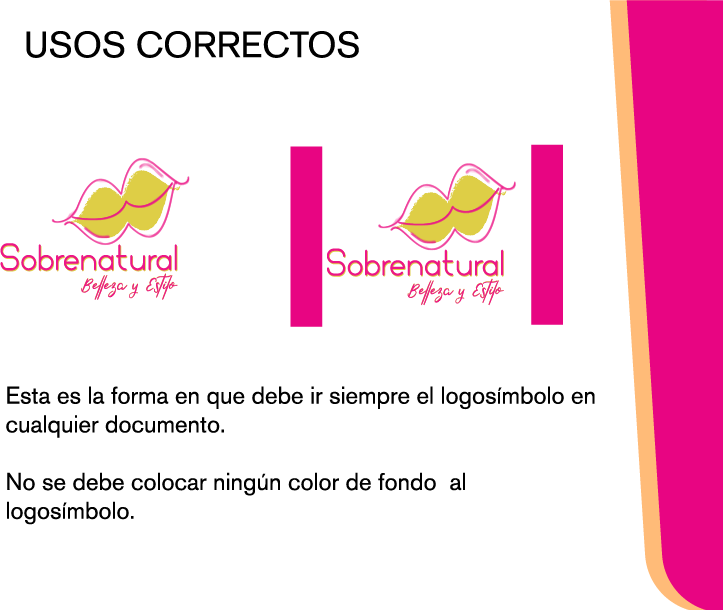 USOS CORRECTOS
Sobrenatural
Belleza y Estilo
Sobrenatural
Belleza y Estilo
Esta es la forma en que debe ir siempre el logosímbolo en
cualquier documento.
No se debe colocar ningún color de fondo  al
logosímbolo.